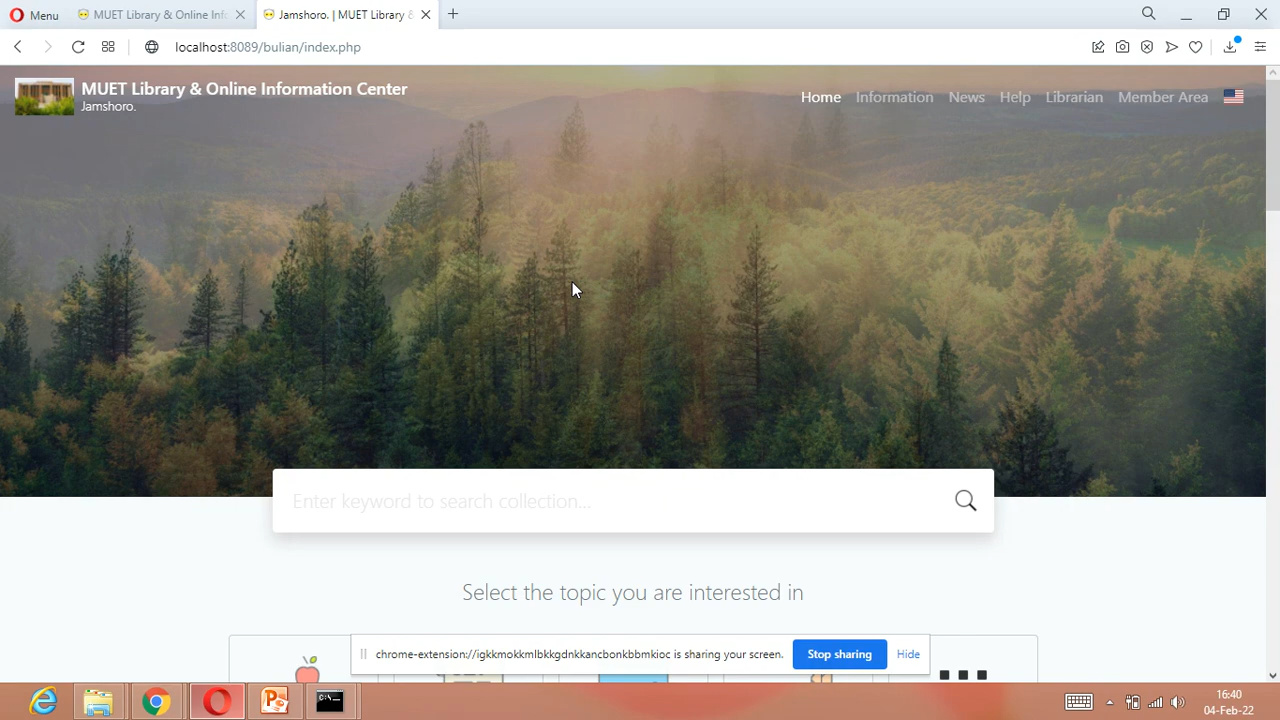 Menu
MUET Library & Online Inf
Jamshoro. | MUET Library &
localhost:8089/bulian/index.php
MUET Library & Online Information Center
Jamshoro.
Home Information News Help Librarian Member Area
Enter keyword to search collection...
Select the topic you are interested in
chrome-extension://igkkmokkmlbkkgdnkkancbonkbbmkioc is sharing your screen.
Stop sharing
Hide
16:40
04-Feb-22